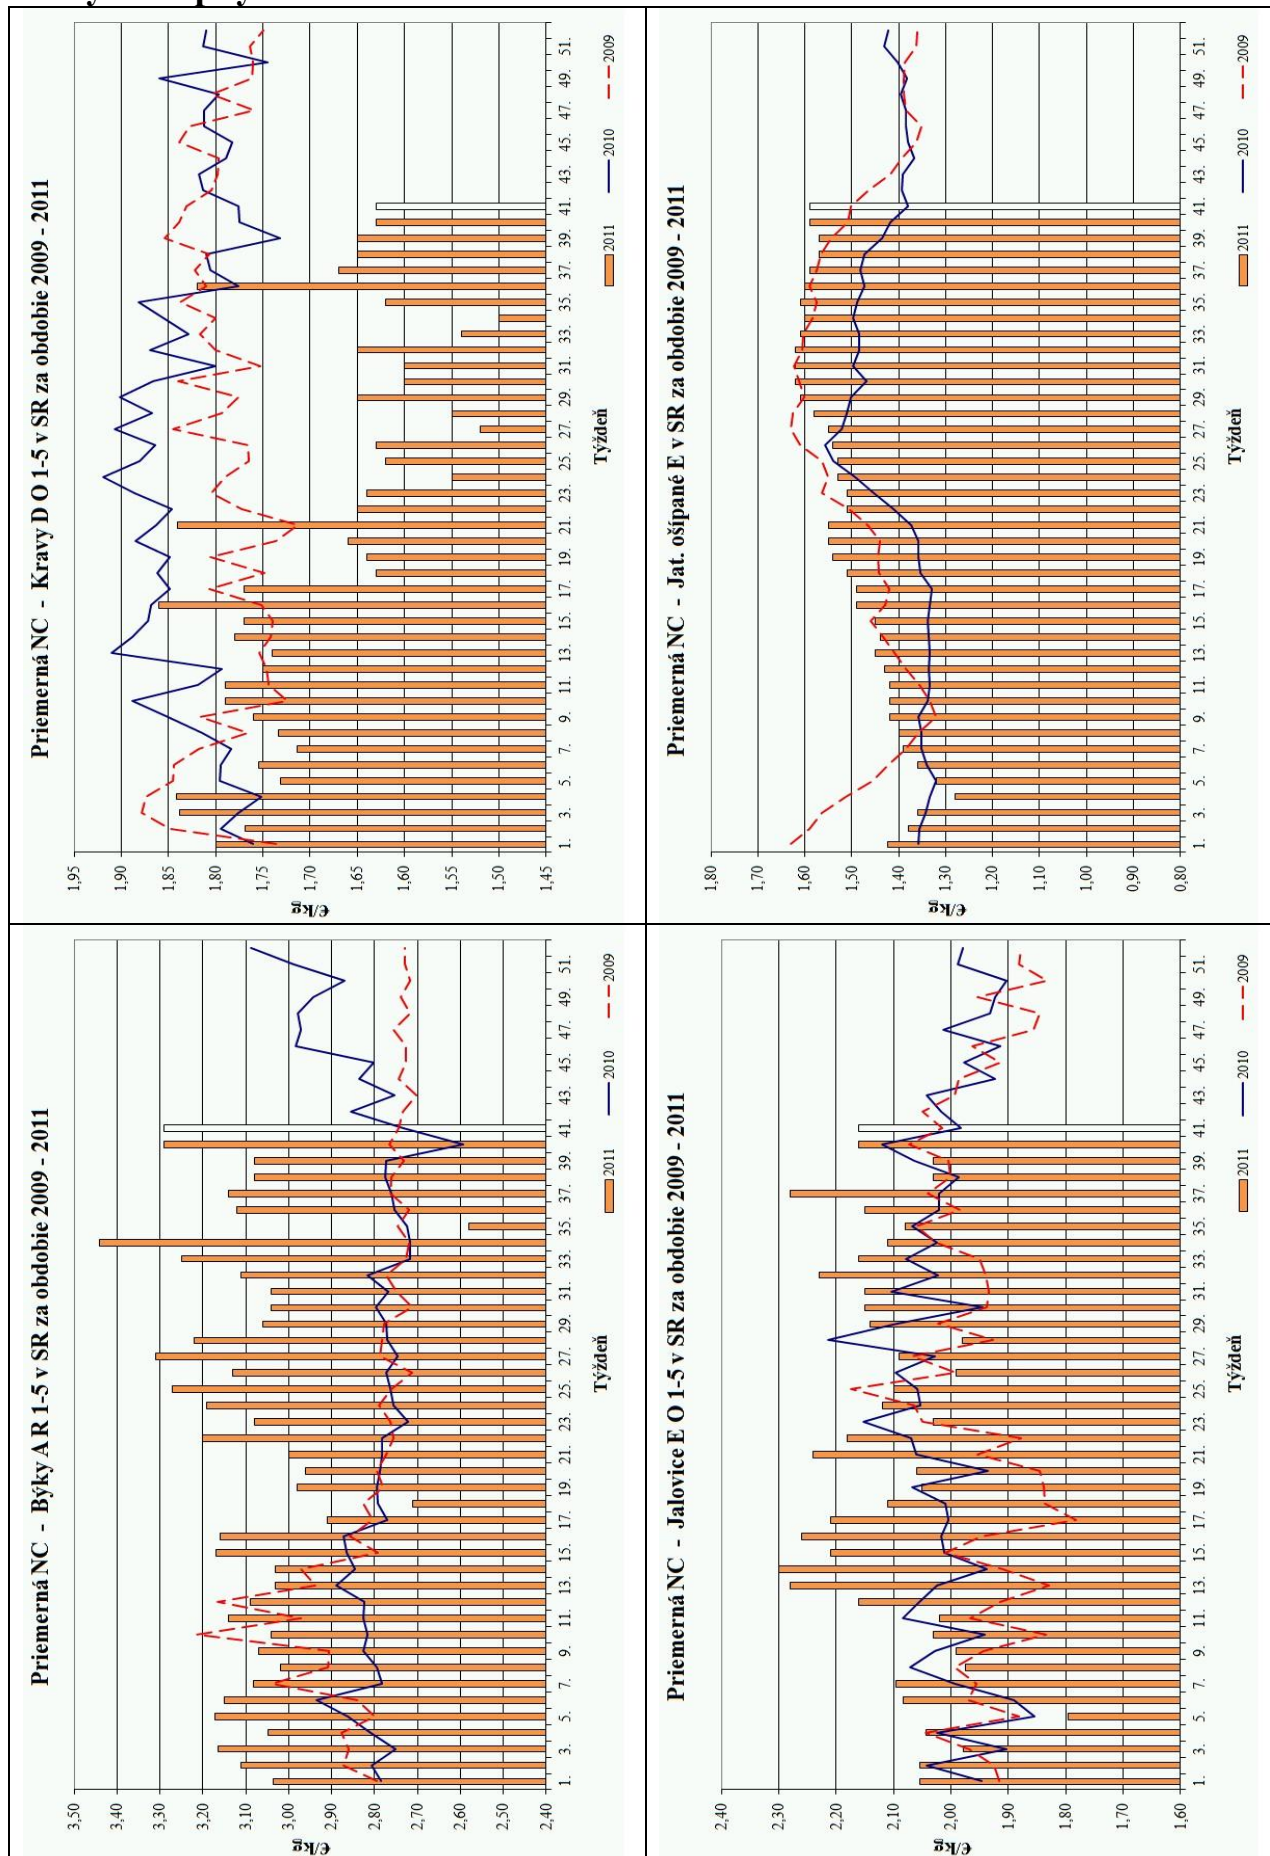 Priemerná NC - Býky A R 1-5 v SR za obdobie 2009 - 2011
3,50
3,40
3,30
3,20
3,10
3,00
2,90
2,80
2,70
2,60
2,50
2,40
€/kg
1. 3. 5. 7. 9. 11. 13. 15. 17. 19. 21. 23. 25. 27. 29. 31. 33. 35. 37. 39. 41. 43. 45. 47. 49. 51.
Týždeň
2011 2010 2009
Priemerná NC - Kravy D O 1-5 v SR za obdobie 2009 - 2011
1,95
1,90
1,85
1,80
1,75
1,70
1,65
1,60
1,55
1,50
1,45
€/kg
1. 3. 5. 7. 9. 11. 13. 15. 17. 19. 21. 23. 25. 27. 29. 31. 33. 35. 37. 39. 41. 43. 45. 47. 49. 51.
Týždeň
2011 2010 2009
Priemerná NC - Jalovice E O 1-5 v SR za obdobie 2009 - 2011
2,40
2,30
2,20
2,10
2,00
1,90
1,80
1,70
1,60
€/kg
1. 3. 5. 7. 9. 11. 13. 15. 17. 19. 21. 23. 25. 27. 29. 31. 33. 35. 37. 39. 41. 43. 45. 47. 49. 51.
Týždeň
2011 2010 2009
Priemerná NC - Jat. ošípané E v SR za obdobie 2009 - 2011
1,80
1,70
1,60
1,50
1,40
1,30
1,20
1,10
1,00
0,90
0,80
€/kg
1. 3. 5. 7. 9. 11. 13. 15. 17. 19. 21. 23. 25. 27. 29. 31. 33. 35. 37. 39. 41. 43. 45. 47. 49. 51.
Týždeň
2011 2010 2009